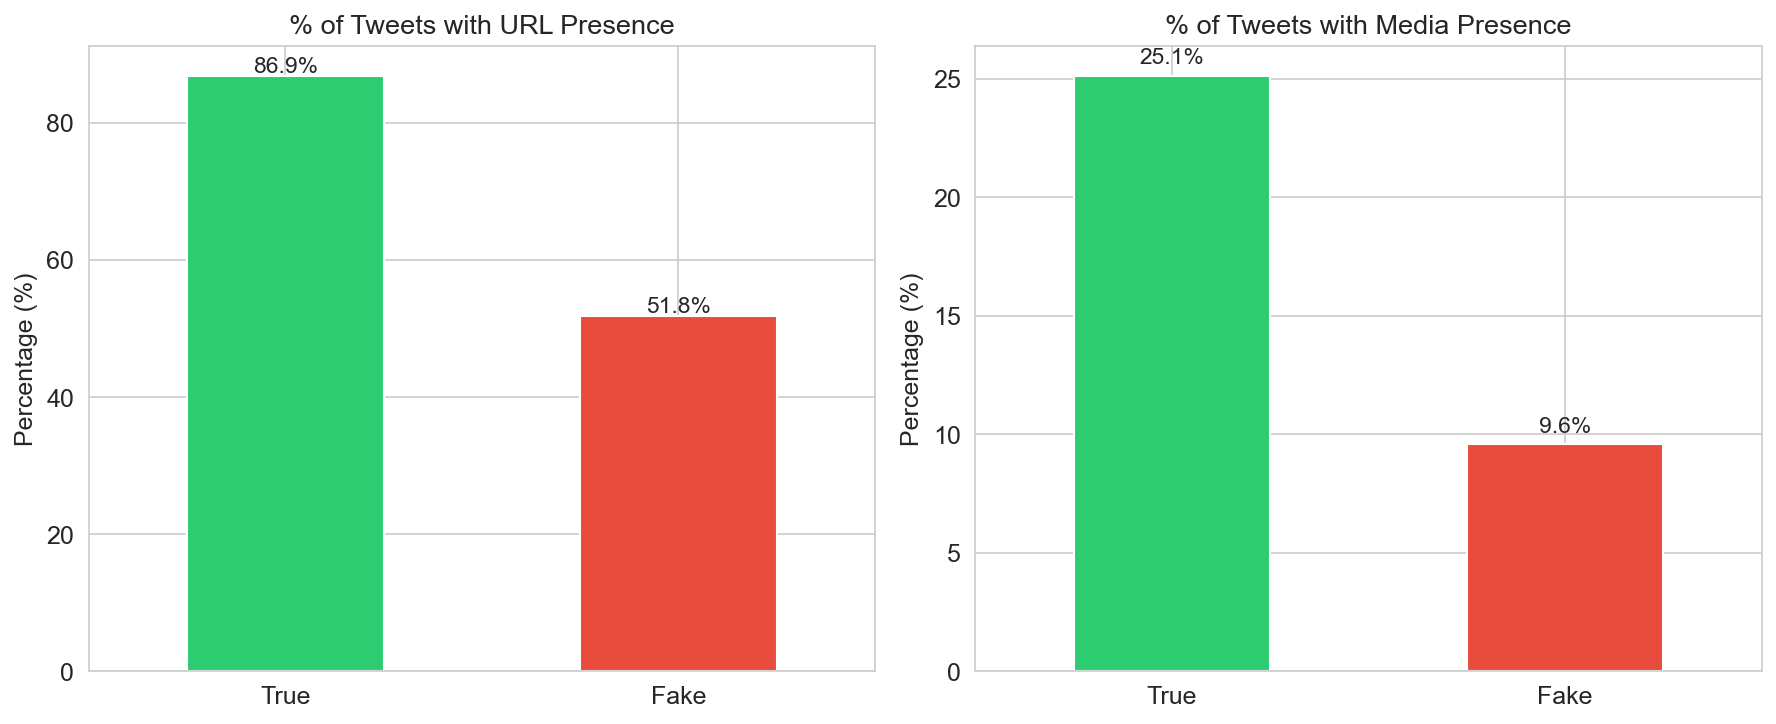 % of Tweets with URL Presence
Percentage (%)
80
60
40
20
0
86.9%
51.8%
True
Fake
% of Tweets with Media Presence
Percentage (%)
25
20
15
10
5
0
25.1%
9.6%
True
Fake